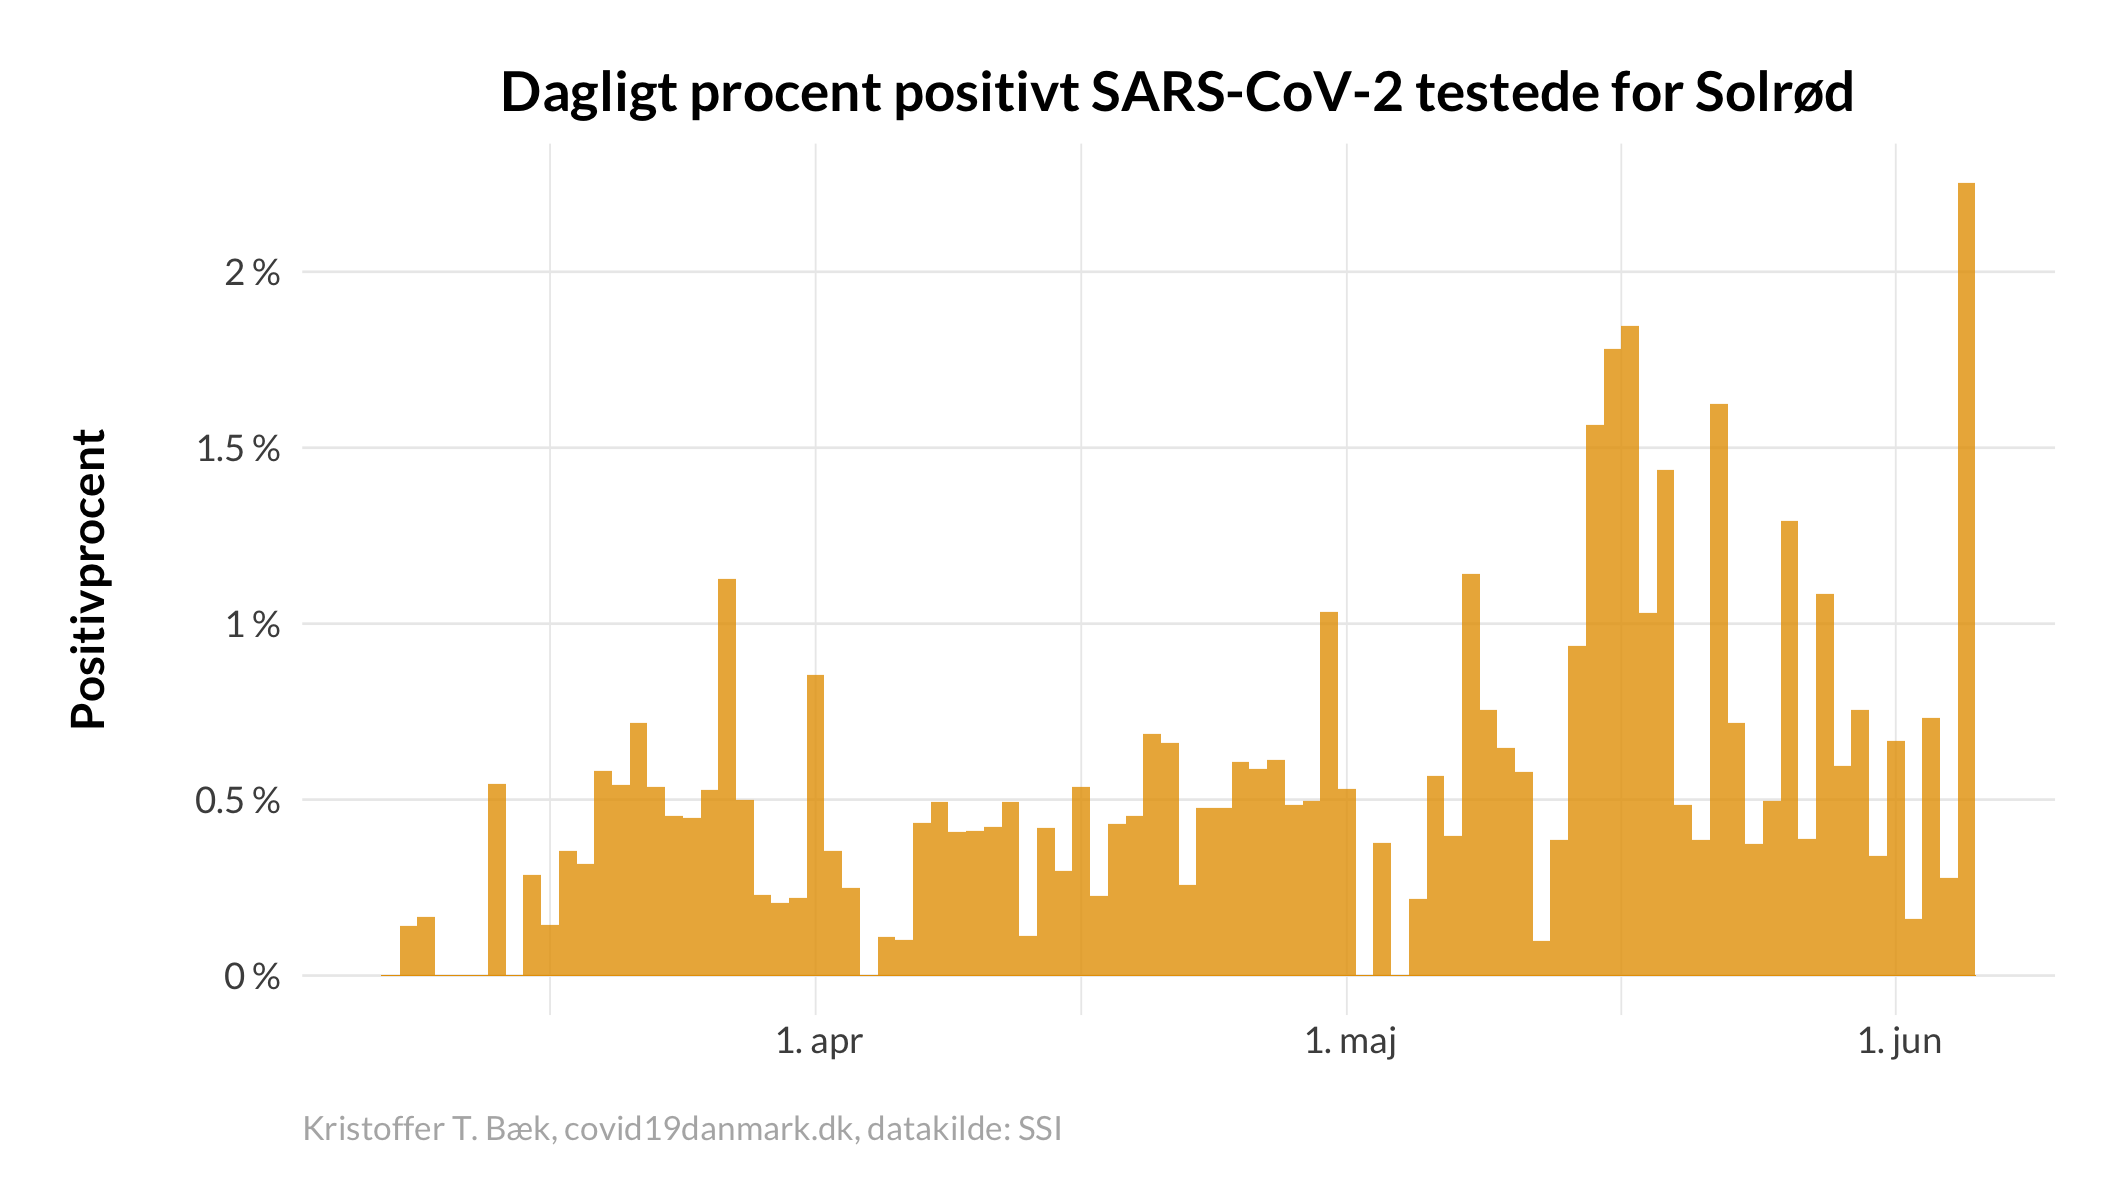 Dagligt procent positivt SARS-CoV-2 testede for Solrød
Positivprocent
2 %
1.5 %
1 %
0.5 %
0 %
1. apr
1. maj
1. jun
Kristoffer T. Bæk, covid19danmark.dk, datakilde: SSI